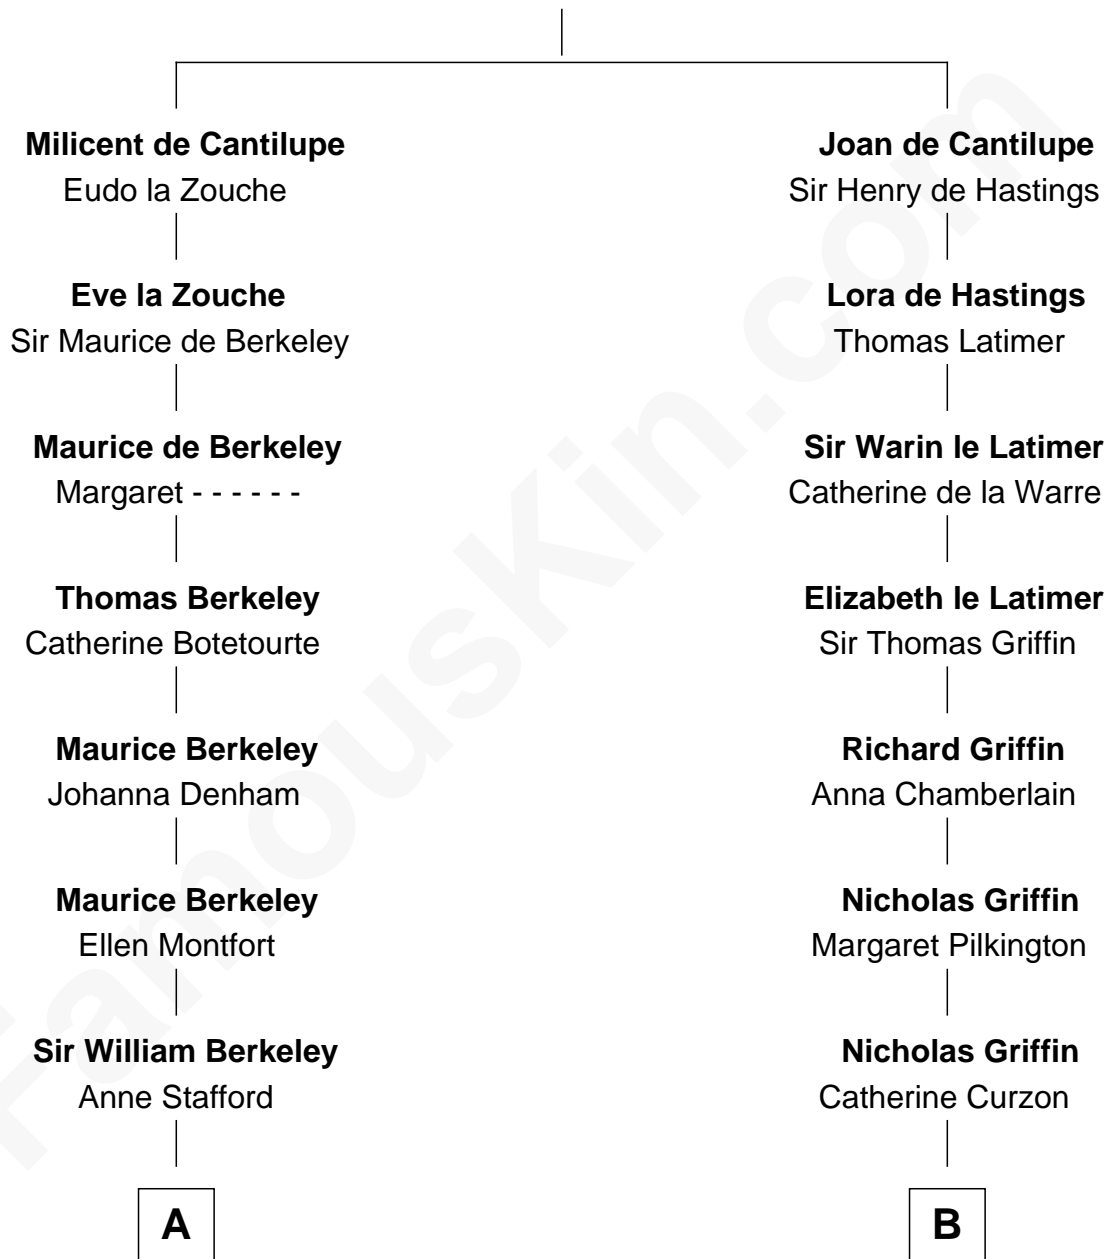 Milicent de Cantilupe
Eudo la Zouche
Eve la Zouche
Sir Maurice de Berkeley
Maurice de Berkeley
Margaret - - - - - -
Thomas Berkeley
Catherine Botetourte
Maurice Berkeley
Johanna Denham
Maurice Berkeley
Ellen Montfort
Sir William Berkeley
Anne Stafford
A
Joan de Cantilupe
Sir Henry de Hastings
Lora de Hastings
Thomas Latimer
Sir Warin le Latimer
Catherine de la Warre
Elizabeth le Latimer
Sir Thomas Griffin
Richard Griffin
Anna Chamberlain
Nicholas Griffin
Margaret Pilkington
Nicholas Griffin
Catherine Curzon
B
FamousKin.com